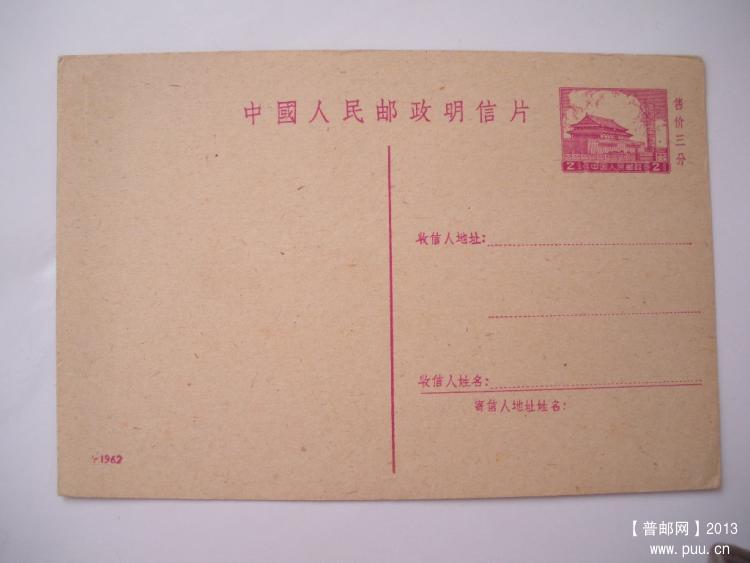 中國人民邮政明信片
售价三分
2 中国人民邮政 2
收信人地址:
收信人姓名:
寄信人地址姓名:
1962
【普邮网】2013
www.puu.cn